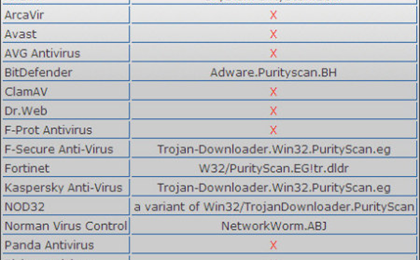 ArcaVir X
Avast X
AVG Antivirus X
BitDefender Adware.Purityscan.BH
ClamAV X
Dr.Web X
F-Prot Antivirus X
F-Secure Anti-Virus Trojan-Downloader.Win32.PurityScan.eg
Fortinet W32/PurityScan.EG!tr.dldr
Kaspersky Anti-Virus Trojan-Downloader.Win32.PurityScan.eg
NOD32 a variant of Win32/TrojanDownloader.PurityScan
Norman Virus Control NetworkWorm.ABJ
Panda Antivirus X